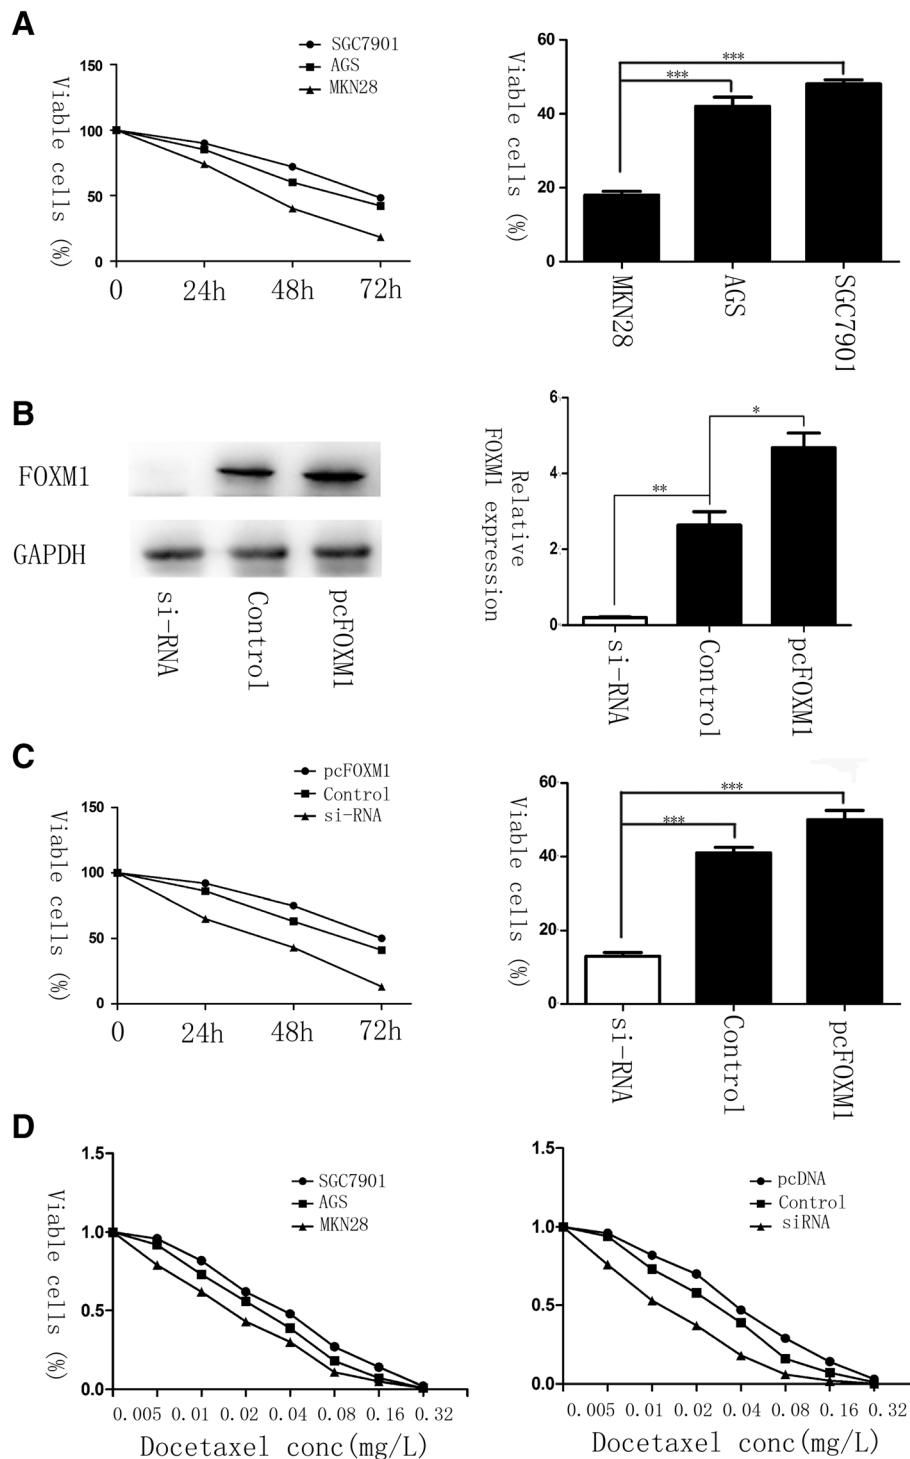 A
SGC7901
AGS
MKN28
Viable cells (%)
150
100
50
0
0 24h 48h 72h
Viable cells (%)
60
40
20
0
***
***
MKN28
AGS
SGC7901
B
FOXM1
GAPDH
si-RNA
Control
pcFOXM1
Relative
FOXM1 expression
6
4
2
0
**
*
si-RNA
Control
pcFOXM1
C
pcFOXM1
Control
si-RNA
Viable cells (%)
150
100
50
0
0 24h 48h 72h
Viable cells (%)
60
40
20
0
***
***
si-RNA
Control
pcFOXM1
D
SGC7901
AGS
MKN28
Viable cells (%)
1.5
1.0
0.5
0.0
0.005 0.01 0.02 0.04 0.08 0.16 0.32
Docetaxel conc(mg/L)
pcDNA
Control
siRNA
1.5
1.0
0.5
0.0
0.005 0.01 0.02 0.04 0.08 0.16 0.32
Docetaxel conc(mg/L)